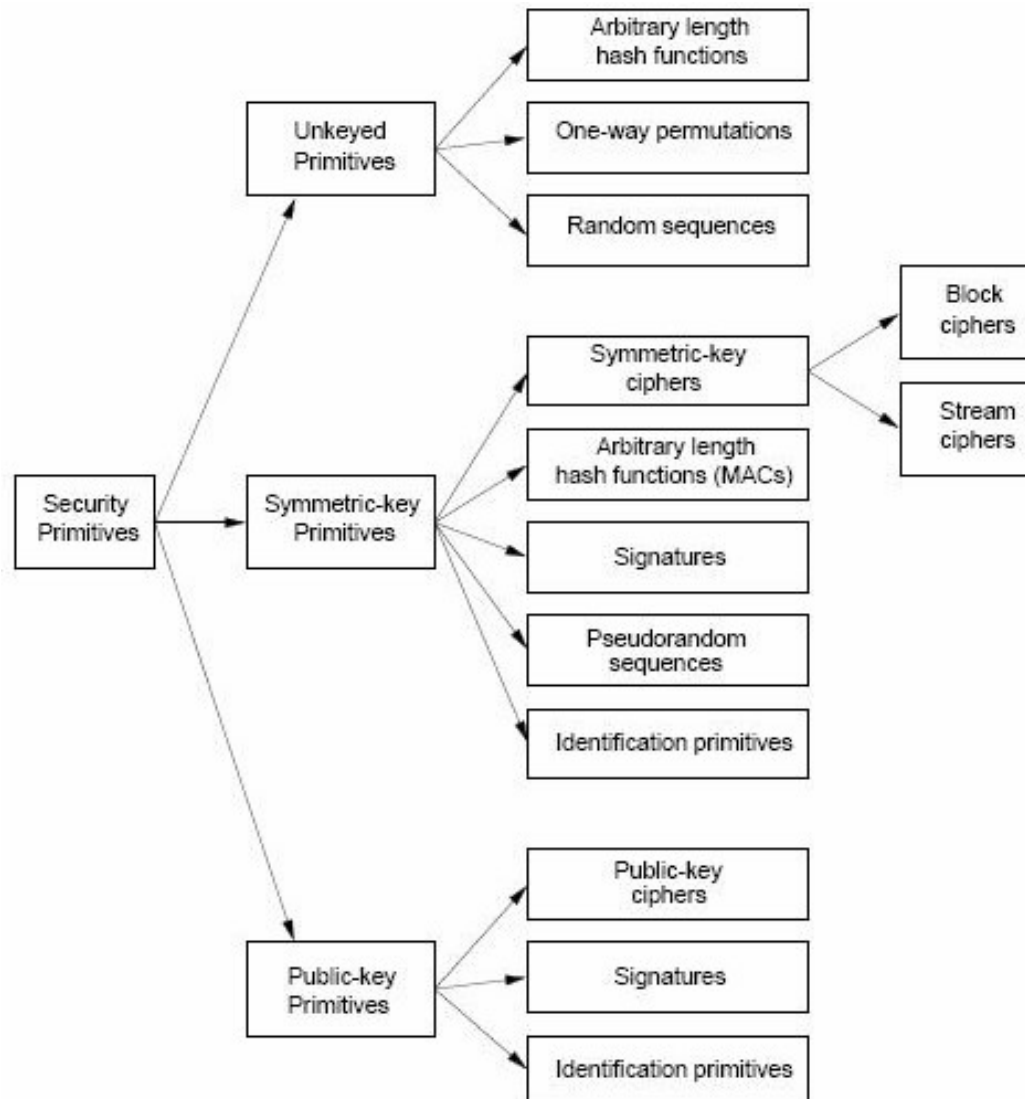 Arbitrary length
hash functions
Unkeyed
Primitives
One-way permutations
Random sequences
Block
ciphers
Symmetric-key
ciphers
Stream
ciphers
Arbitrary length
hash functions (MACs)
Security
Primitives
Symmetric-key
Primitives
Signatures
Pseudorandom
sequences
Identification primitives
Public-key
ciphers
Public-key
Primitives
Signatures
Identification primitives